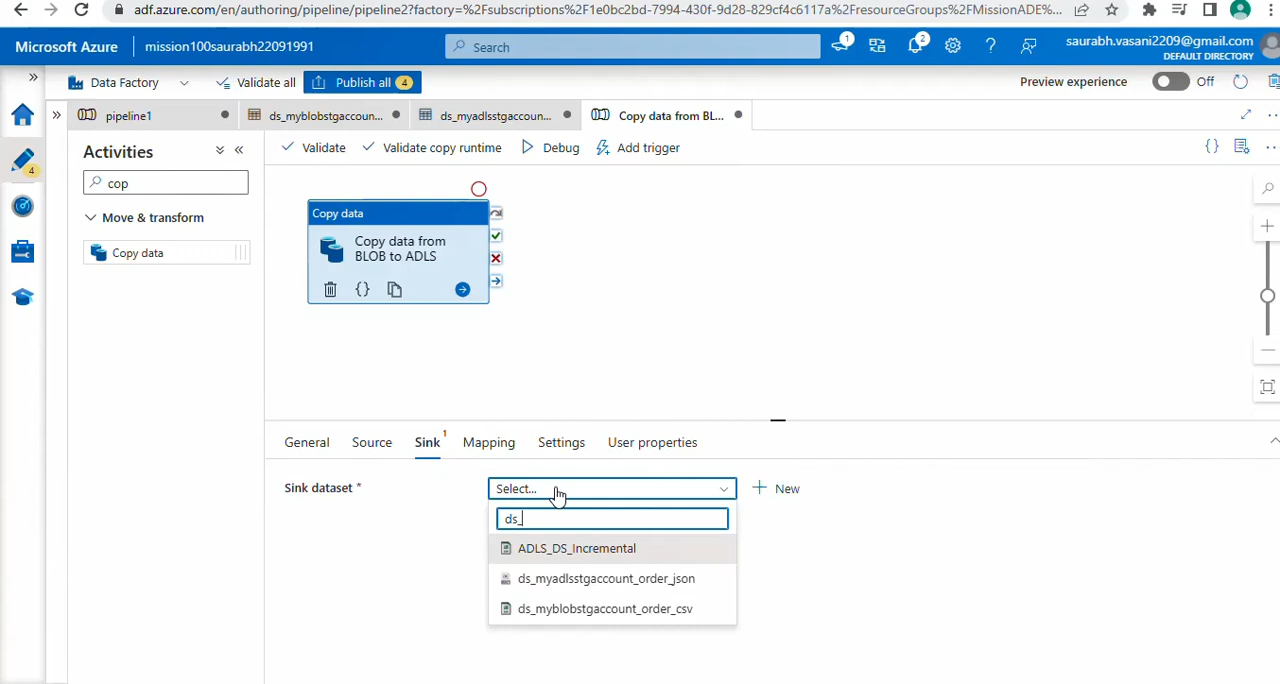 adf.azure.com/en/authoring/pipeline/pipeline2?factory=%2Fsubscriptions%2F1e0bc2bd-7994-430f-9d28-829cf4c6117a%2FresourceGroups%2FMissionADE%...
Microsoft Azure
mission100saurabh22091991
Search
1
2
saurabh.vasani2209@gmail.com
DEFAULT DIRECTORY
Data Factory
Validate all
Publish all 4
Preview experience
Off
pipeline1
ds_myblobstgaccoun...
ds_myadlsstgaccoun...
Copy data from BL...
4
Activities
Validate
Validate copy runtime
Debug
Add trigger
cop
Move & transform
Copy data
Copy data
Copy data from
BLOB to ADLS
General
Source
Sink 1
Mapping
Settings
User properties
Sink dataset *
Select...
New
ds_
ADLS_DS_Incremental
ds_myadlsstgaccount_order_json
ds_myblobstgaccount_order_csv